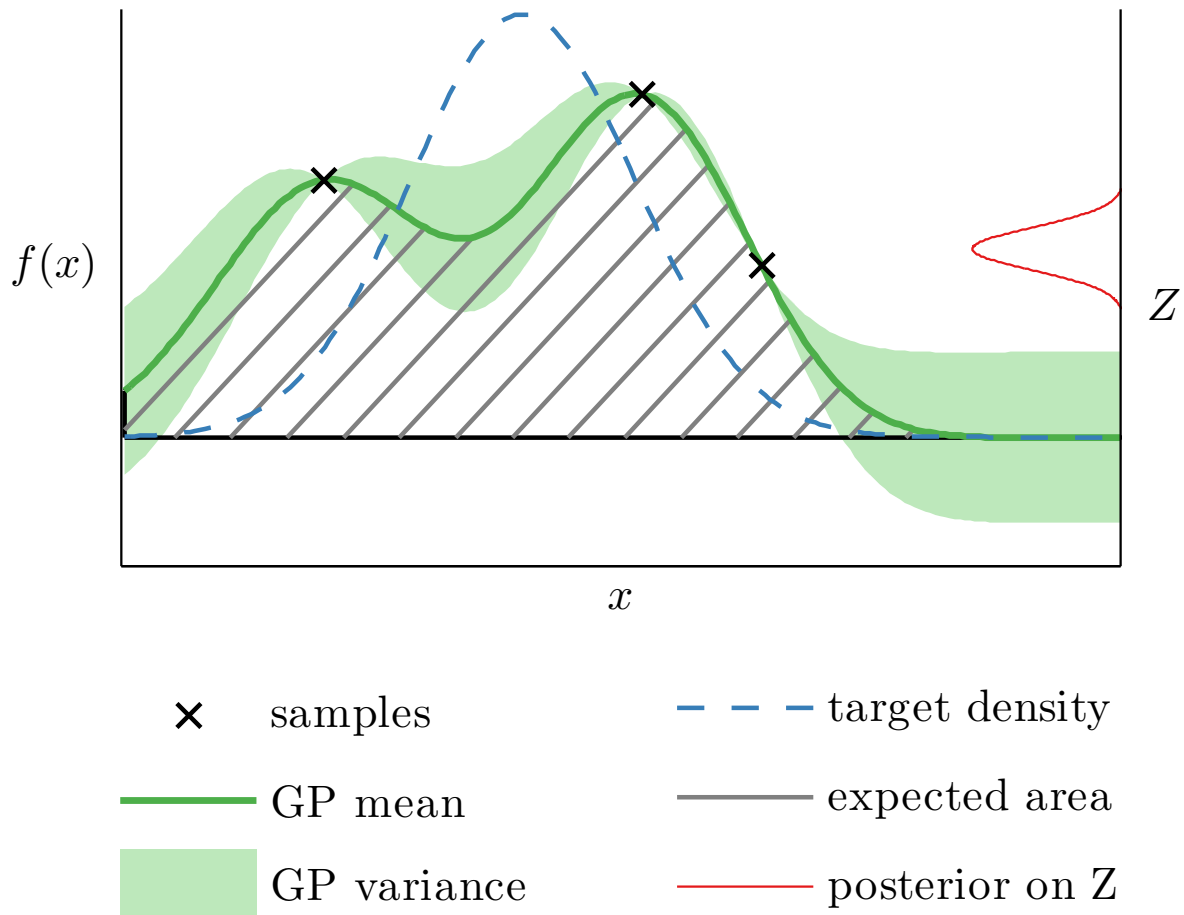 f(x)
Z
x
samples
target density
GP mean
expected area
GP variance
posterior on Z